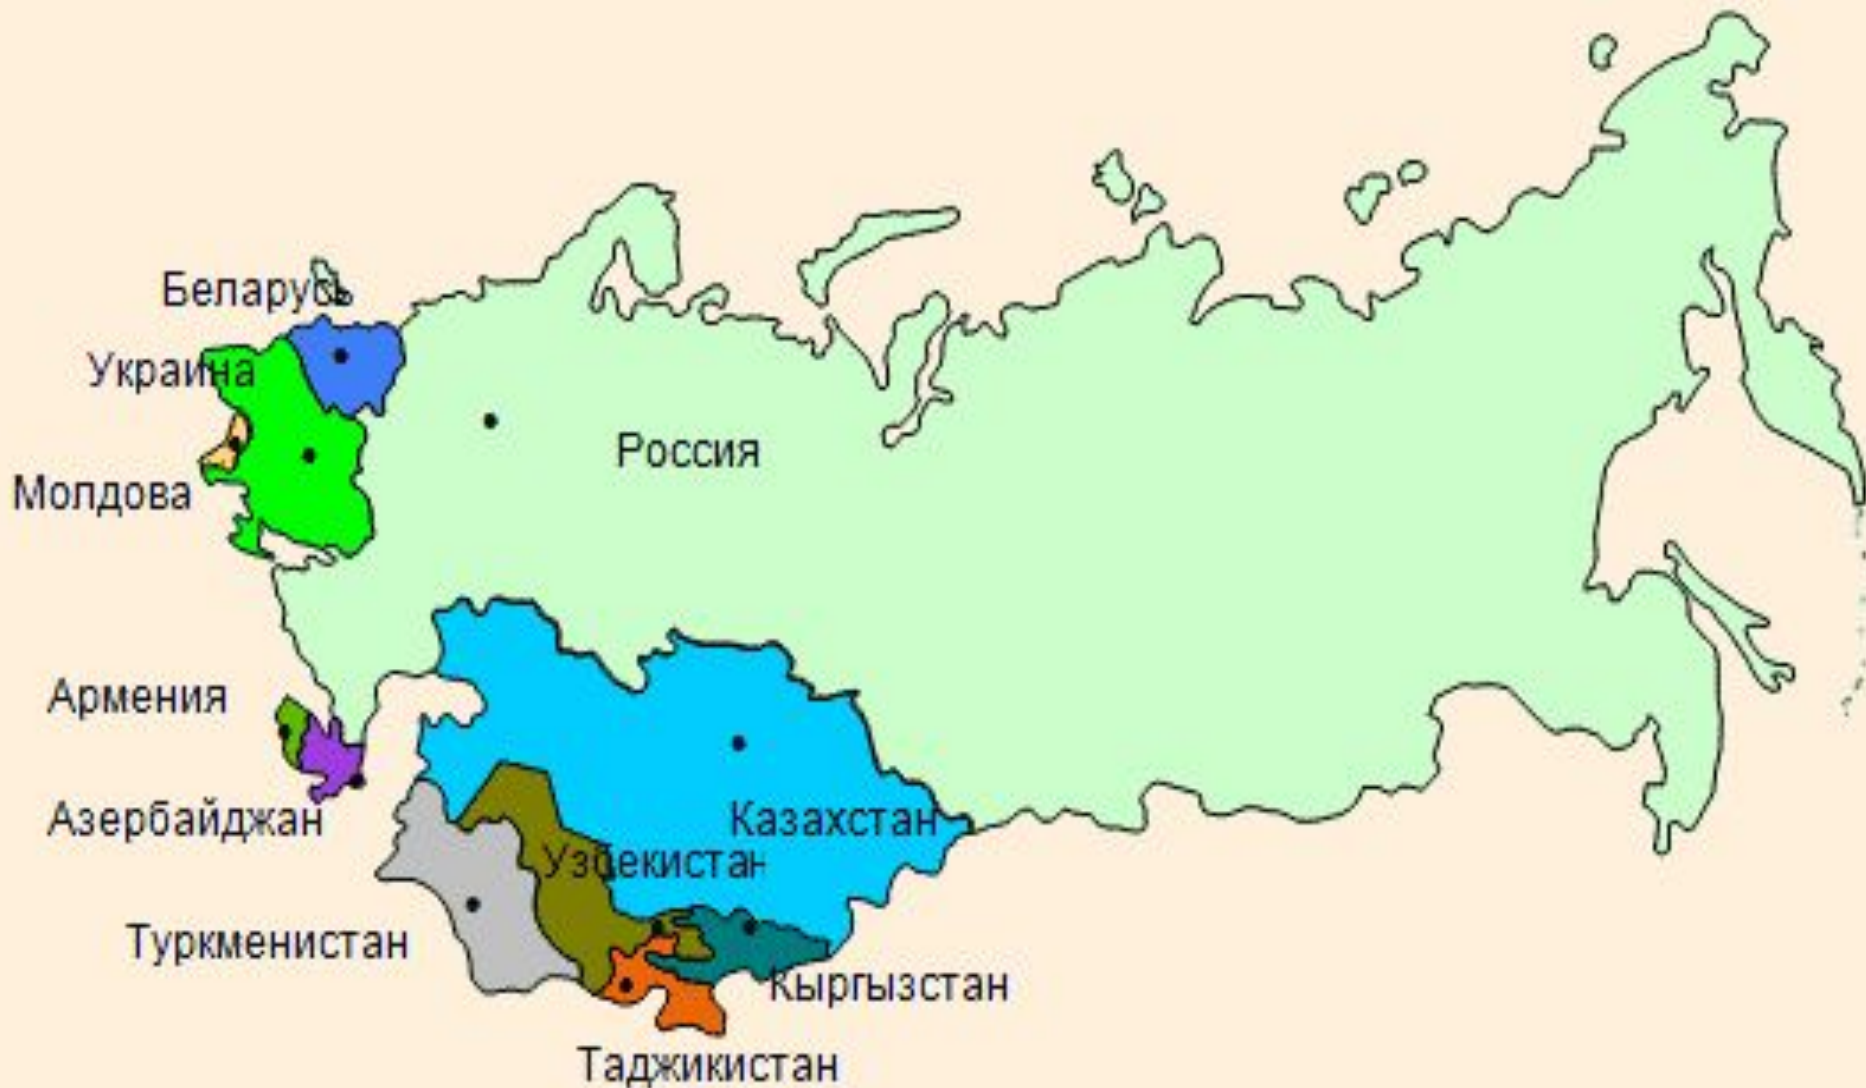 Беларусь
Украина
Россия
Молдова
Армения
Азербайджан
Казахстан
Узбекистан
Туркменистан
Кыргызстан
Таджикистан